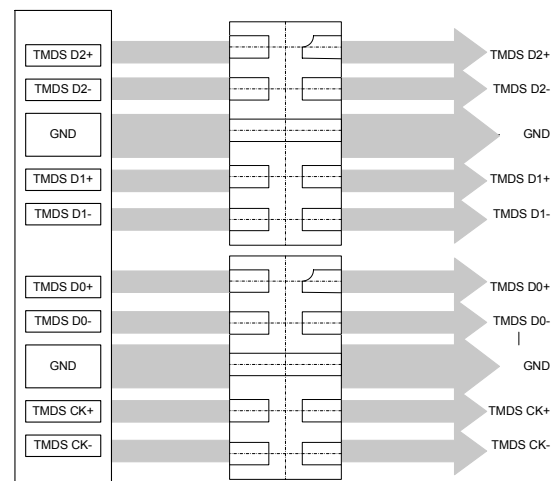 TMDS D2+ TMDS D2+
TMDS D2- TMDS D2-
GND GND
TMDS D1+ TMDS D1+
TMDS D1- TMDS D1-
TMDS D0+ TMDS D0+
TMDS D0- TMDS D0-
GND GND
TMDS CK+ TMDS CK+
TMDS CK- TMDS CK-